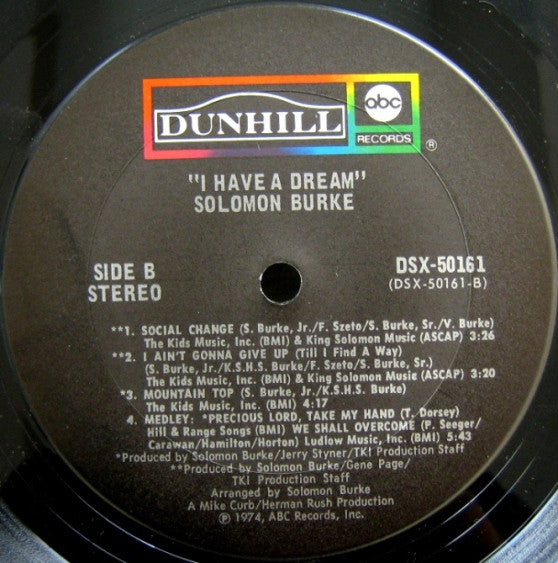 DUNHILL
abc
RECORDS
®
"I HAVE A DREAM"
SOLOMON BURKE
SIDE B
STEREO
DSX-50161
(DSX-50161-B)
**1. SOCIAL CHANGE (S. Burke, Jr./F. Szeto/S. Burke, Sr./V. Burke)
The Kids Music, Inc. (BMI) & King Solomon Music (ASCAP) 3:26
**2. I AIN'T GONNA GIVE UP (Till I Find A Way)
(S. Burke, Jr./K.S.H.S. Burke/F. Szeto/S. Burke, Sr.)
The Kids Music, Inc. (BMI) & King Solomon Music (ASCAP) 3:20
*3. MOUNTAIN TOP (S. Burke, Jr./K.S.H.S. Burke)
The Kids Music, Inc. (BMI) 4:17
4. MEDLEY: *PRECIOUS LORD, TAKE MY HAND (T. Dorsey)
Hill & Range Songs (BMI) WE SHALL OVERCOME (P. Seeger/
Carawan/Hamilton/Horton) Ludlow Music, Inc. (BMI) 5:43
*Produced by Solomon Burke/Jerry Styner/TKI Production Staff
**Produced by Solomon Burke/Gene Page/
TKI Production Staff
Arranged by Solomon Burke
A Mike Curb/Herman Rush Production
℗ 1974, ABC Records, Inc.